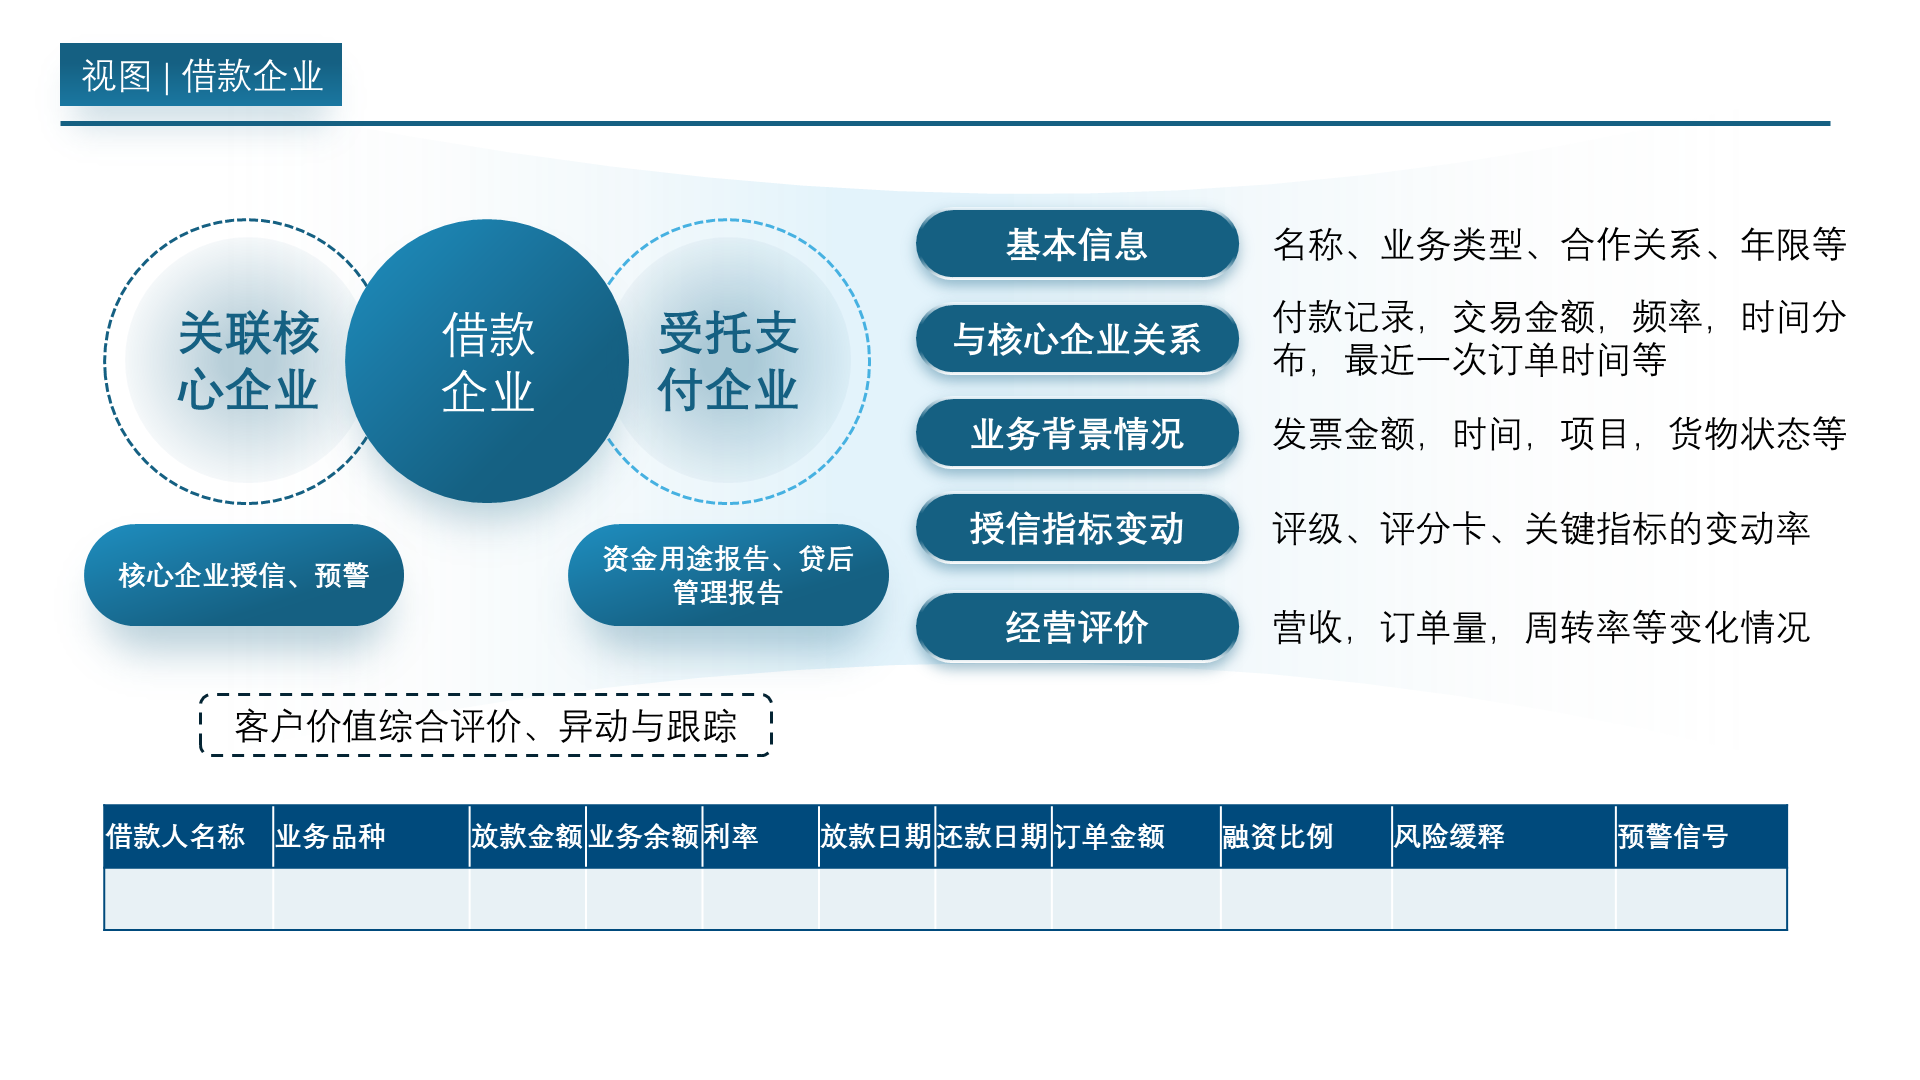 视图 | 借款企业
关联核
心企业
借款
企业
受托支
付企业
核心企业授信、预警
资金用途报告、贷后
管理报告
客户价值综合评价、异动与跟踪
基本信息
名称、业务类型、合作关系、年限等
与核心企业关系
付款记录，交易金额，频率，时间分
布，最近一次订单时间等
业务背景情况
发票金额，时间，项目，货物状态等
授信指标变动
评级、评分卡、关键指标的变动率
经营评价
营收，订单量，周转率等变化情况
借款人名称 业务品种 放款金额 业务余额 利率 放款日期 还款日期 订单金额 融资比例 风险缓释 预警信号